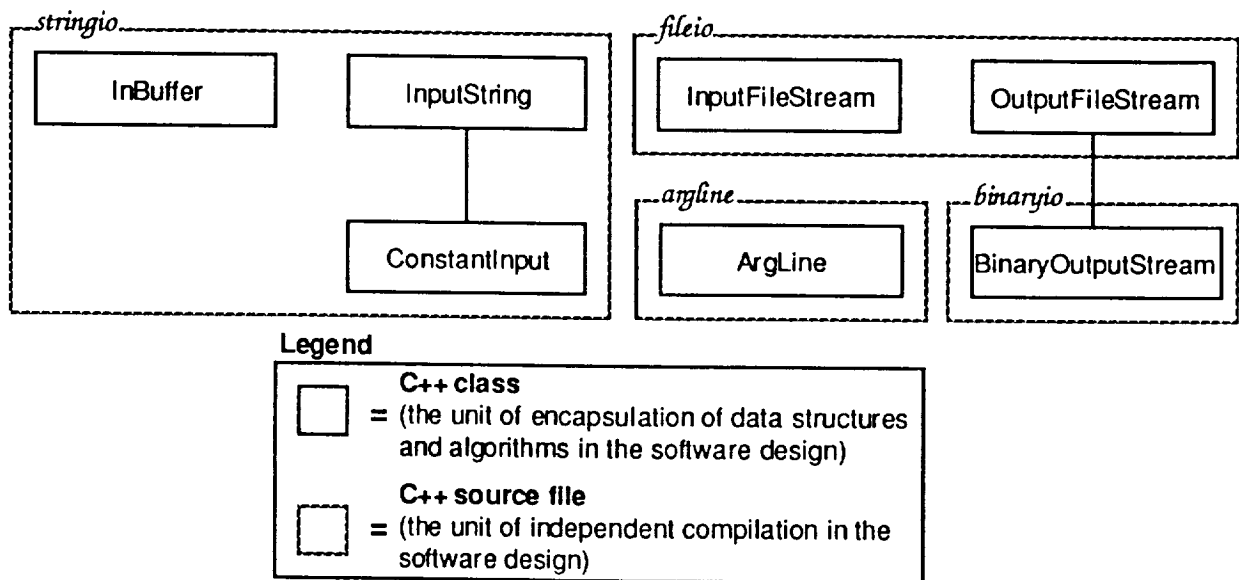 stringio
InBuffer
InputString
ConstantInput
fileio
InputFileStream
OutputFileStream
argline
ArgLine
binaryio
BinaryOutputStream
Legend
C++ class
= (the unit of encapsulation of data structures
and algorithms in the software design)
C++ source file
= (the unit of independent compilation in the
software design)